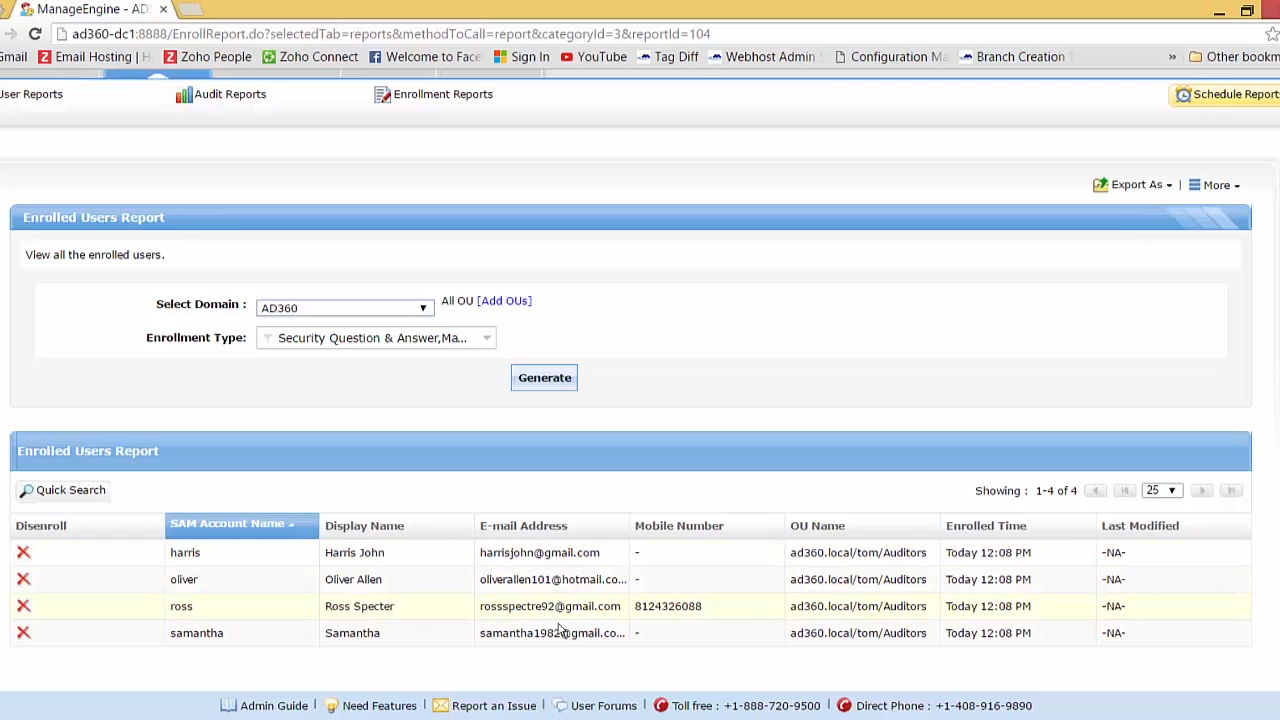 ManageEngine - AD
ad360-dc1:8888/EnrollReport.do?selectedTab=reports&methodToCall=report&categoryId=3&reportId=104
Gmail Email Hosting | H Zoho People Zoho Connect Welcome to Face Sign In YouTube Tag Diff Webhost Admin Configuration Ma Branch Creation T » Other bookm
User Reports Audit Reports Enrollment Reports Schedule Report
Export As | More
Enrolled Users Report
View all the enrolled users.
Select Domain : AD360 All OU [Add OUs]
Enrollment Type: Security Question & Answer,Ma...
Generate
Enrolled Users Report
Quick Search Showing : 1-4 of 4 25
Disenroll SAM Account Name Display Name E-mail Address Mobile Number OU Name Enrolled Time Last Modified
harris Harris John harrisjohn@gmail.com - ad360.local/tom/Auditors Today 12:08 PM -NA-
oliver Oliver Allen oliverallen101@hotmail.co... - ad360.local/tom/Auditors Today 12:08 PM -NA-
ross Ross Specter rossspectre92@gmail.com 8124326088 ad360.local/tom/Auditors Today 12:08 PM -NA-
samantha Samantha samantha1982@gmail.co... - ad360.local/tom/Auditors Today 12:08 PM -NA-
Admin Guide | Need Features | Report an Issue | User Forums | Toll free : +1-888-720-9500 | Direct Phone : +1-408-916-9890